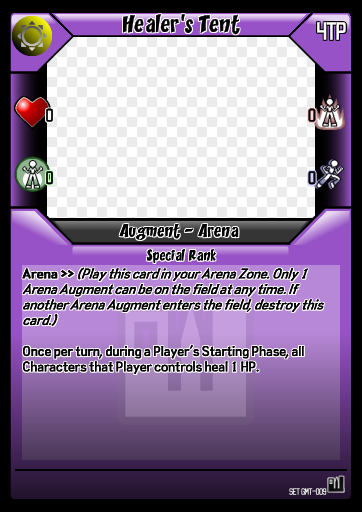 Healer's Tent
4TP
0
0
0
0
Augment - Arena
Special Rank
Arena >> (Play this card in your Arena Zone. Only 1
Arena Augment can be on the field at any time. If
another Arena Augment enters the field, destroy this
card.)
Once per turn, during a Player's Starting Phase, all
Characters that Player controls heal 1 HP.
SET GMT-009